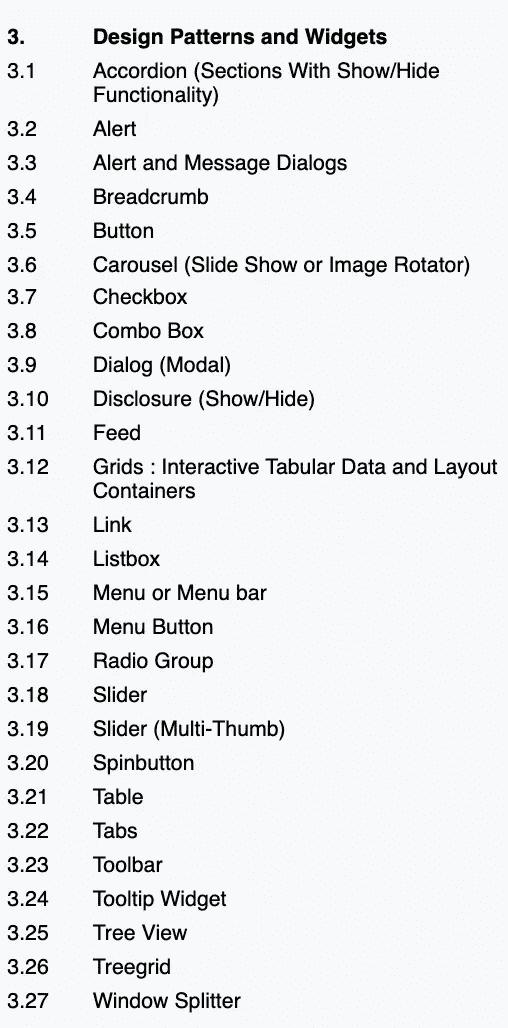 3. Design Patterns and Widgets
3.1 Accordion (Sections With Show/Hide
Functionality)
3.2 Alert
3.3 Alert and Message Dialogs
3.4 Breadcrumb
3.5 Button
3.6 Carousel (Slide Show or Image Rotator)
3.7 Checkbox
3.8 Combo Box
3.9 Dialog (Modal)
3.10 Disclosure (Show/Hide)
3.11 Feed
3.12 Grids : Interactive Tabular Data and Layout
Containers
3.13 Link
3.14 Listbox
3.15 Menu or Menu bar
3.16 Menu Button
3.17 Radio Group
3.18 Slider
3.19 Slider (Multi-Thumb)
3.20 Spinbutton
3.21 Table
3.22 Tabs
3.23 Toolbar
3.24 Tooltip Widget
3.25 Tree View
3.26 Treegrid
3.27 Window Splitter